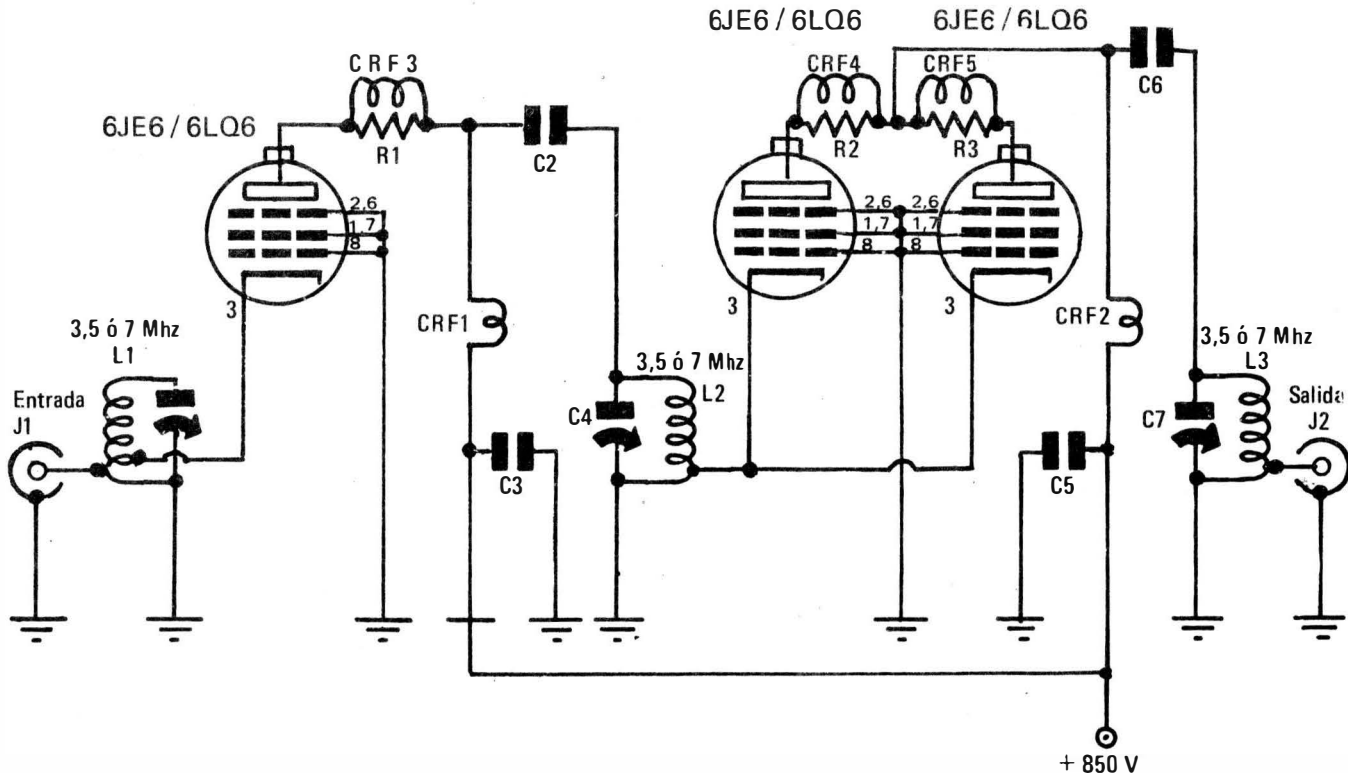 6JE6 / 6LQ6
6JE6 / 6LQ6
6JE6 / 6LQ6
CRF3
R1
C2
CRF4
R2
CRF5
R3
C6
2,6
1,7
8
3
2,6
1,7
8
2,6
1,7
8
3
3
CRF1
CRF2
3,5 ó 7 Mhz
L1
Entrada
J1
3,5 ó 7 Mhz
L2
C4
C3
C5
3,5 ó 7 Mhz
L3
C7
Salida
J2
+ 850 V